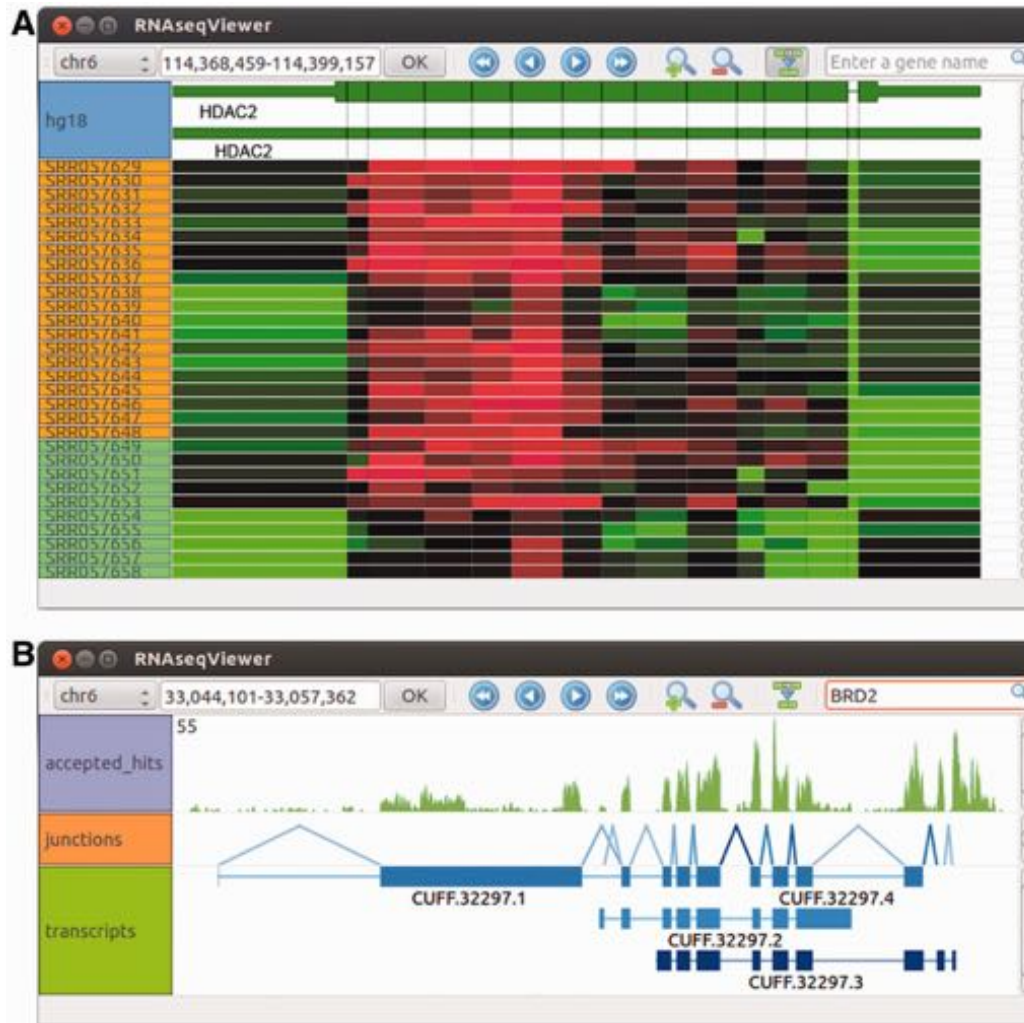 A
RNAseqViewer
chr6 114,368,459-114,399,157 OK Enter a gene name
hg18
HDAC2
HDAC2
SRR057629
SRR057630
SRR057631
SRR057632
SRR057633
SRR057634
SRR057635
SRR057636
SRR057637
SRR057638
SRR057639
SRR057640
SRR057641
SRR057642
SRR057643
SRR057644
SRR057645
SRR057646
SRR057647
SRR057648
SRR057649
SRR057650
SRR057651
SRR057652
SRR057653
SRR057654
SRR057655
SRR057656
SRR057657
SRR057658
B
RNAseqViewer
chr6 33,044,101-33,057,362 OK BRD2
55
accepted_hits
junctions
CUFF.32297.1 CUFF.32297.4
transcripts
CUFF.32297.2
CUFF.32297.3